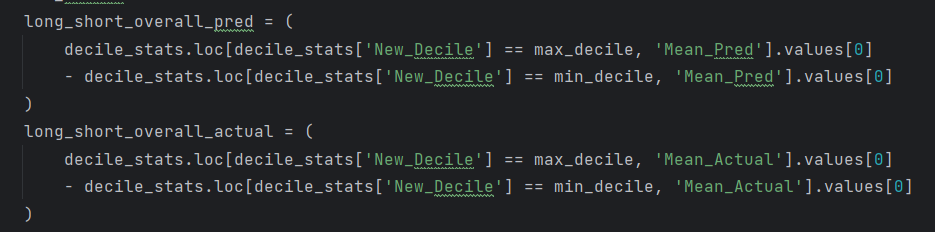 long_short_overall_pred = (
    decile_stats.loc[decile_stats['New_Decile'] == max_decile, 'Mean_Pred'].values[0]
    - decile_stats.loc[decile_stats['New_Decile'] == min_decile, 'Mean_Pred'].values[0]
)
long_short_overall_actual = (
    decile_stats.loc[decile_stats['New_Decile'] == max_decile, 'Mean_Actual'].values[0]
    - decile_stats.loc[decile_stats['New_Decile'] == min_decile, 'Mean_Actual'].values[0]
)